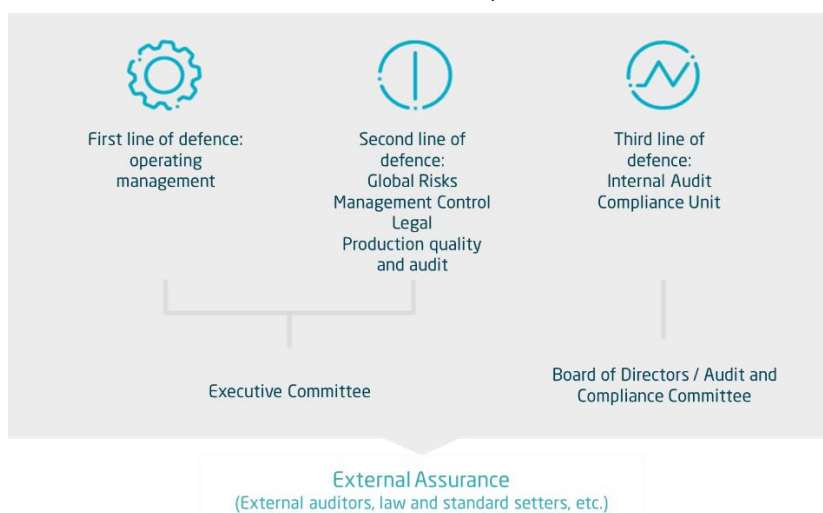 First line of defence:
operating
management
Second line of
defence:
Global Risks
Management Control
Legal
Production quality
and audit
Third line of
defence:
Internal Audit
Compliance Unit
Executive Committee
Board of Directors / Audit and
Compliance Committee
External Assurance
(External auditors, law and standard setters, etc.)